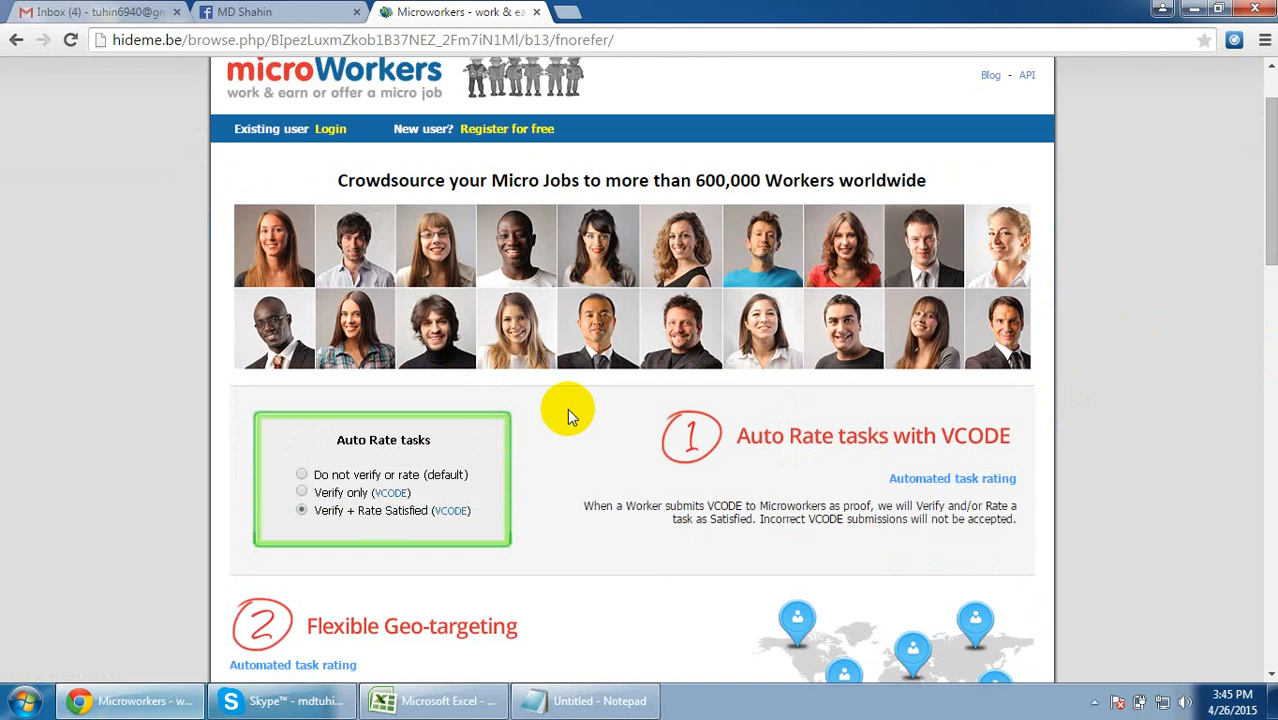 Inbox (4) - tuhin6940@gn
MD Shahin
Microworkers - work & ea
hideme.be/browse.php/BIpezLuxmZkob1B37NEZ_2Fm7iN1Ml/b13/fnorefer/
microWorkers
work & earn or offer a micro job
Blog - API
Existing user Login New user? Register for free
Crowdsource your Micro Jobs to more than 600,000 Workers worldwide
Auto Rate tasks
Do not verify or rate (default)
Verify only (VCODE)
Verify + Rate Satisfied (VCODE)
1 Auto Rate tasks with VCODE
Automated task rating
When a Worker submits VCODE to Microworkers as proof, we will Verify and/or Rate a
task as Satisfied. Incorrect VCODE submissions will not be accepted.
2 Flexible Geo-targeting
Automated task rating
Microworkers - w...
Skype™ - mdtuhi...
Microsoft Excel - ...
Untitled - Notepad
3:45 PM
4/26/2015